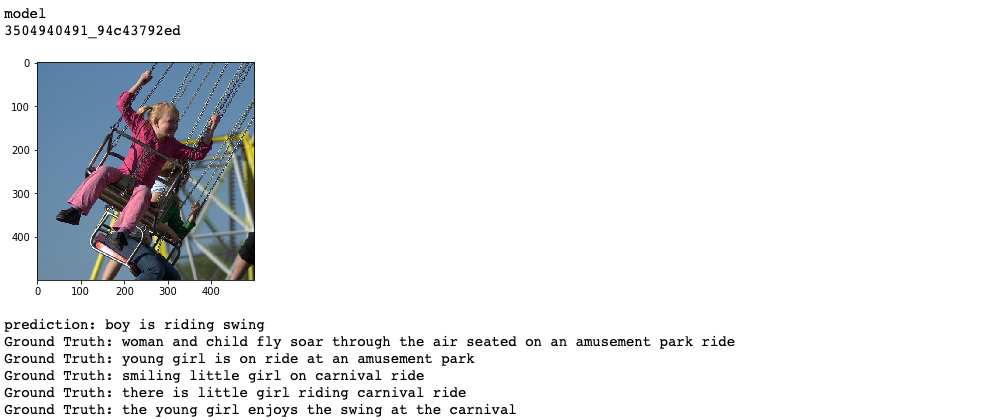 model
3504940491_94c43792ed
0
100
200
300
400
0 100 200 300 400
prediction: boy is riding swing
Ground Truth: woman and child fly soar through the air seated on an amusement park ride
Ground Truth: young girl is on ride at an amusement park
Ground Truth: smiling little girl on carnival ride
Ground Truth: there is little girl riding carnival ride
Ground Truth: the young girl enjoys the swing at the carnival